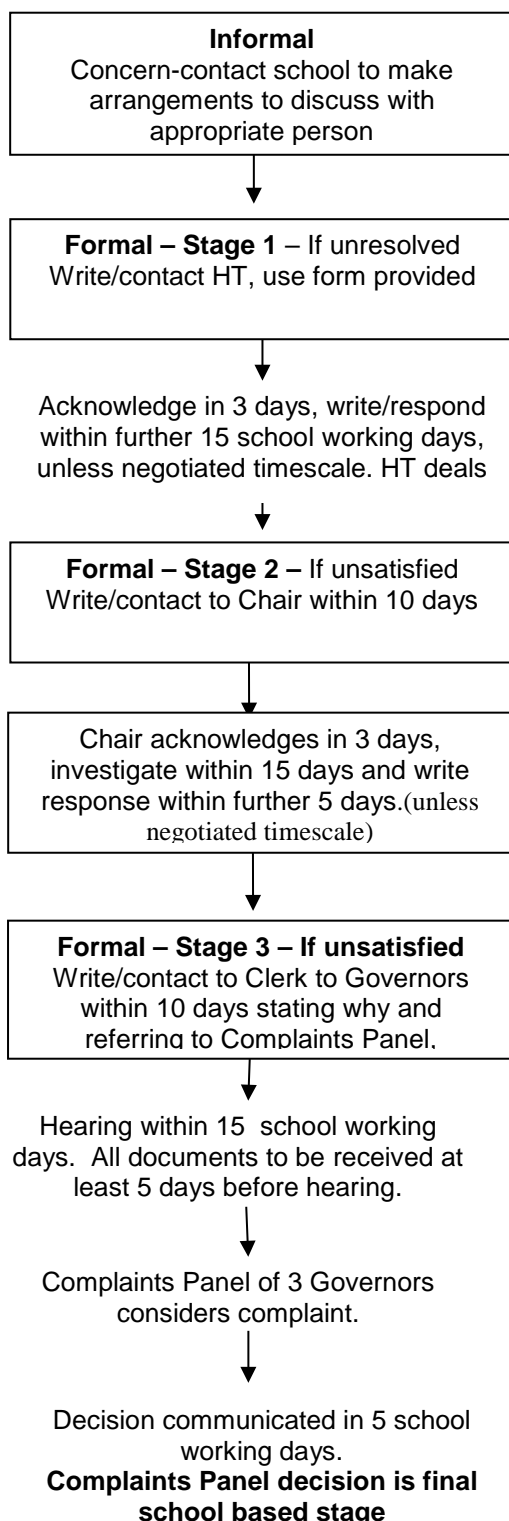 Informal
Concern-contact school to make
arrangements to discuss with
appropriate person
Formal – Stage 1 – If unresolved
Write/contact HT, use form provided
Acknowledge in 3 days, write/respond
within further 15 school working days,
unless negotiated timescale. HT deals
Formal – Stage 2 – If unsatisfied
Write/contact to Chair within 10 days
Chair acknowledges in 3 days,
investigate within 15 days and write
response within further 5 days.(unless
negotiated timescale)
Formal – Stage 3 – If unsatisfied
Write/contact to Clerk to Governors
within 10 days stating why and
referring to Complaints Panel.
Hearing within 15 school working
days. All documents to be received at
least 5 days before hearing.
Complaints Panel of 3 Governors
considers complaint.
Decision communicated in 5 school
working days.
Complaints Panel decision is final
school based stage